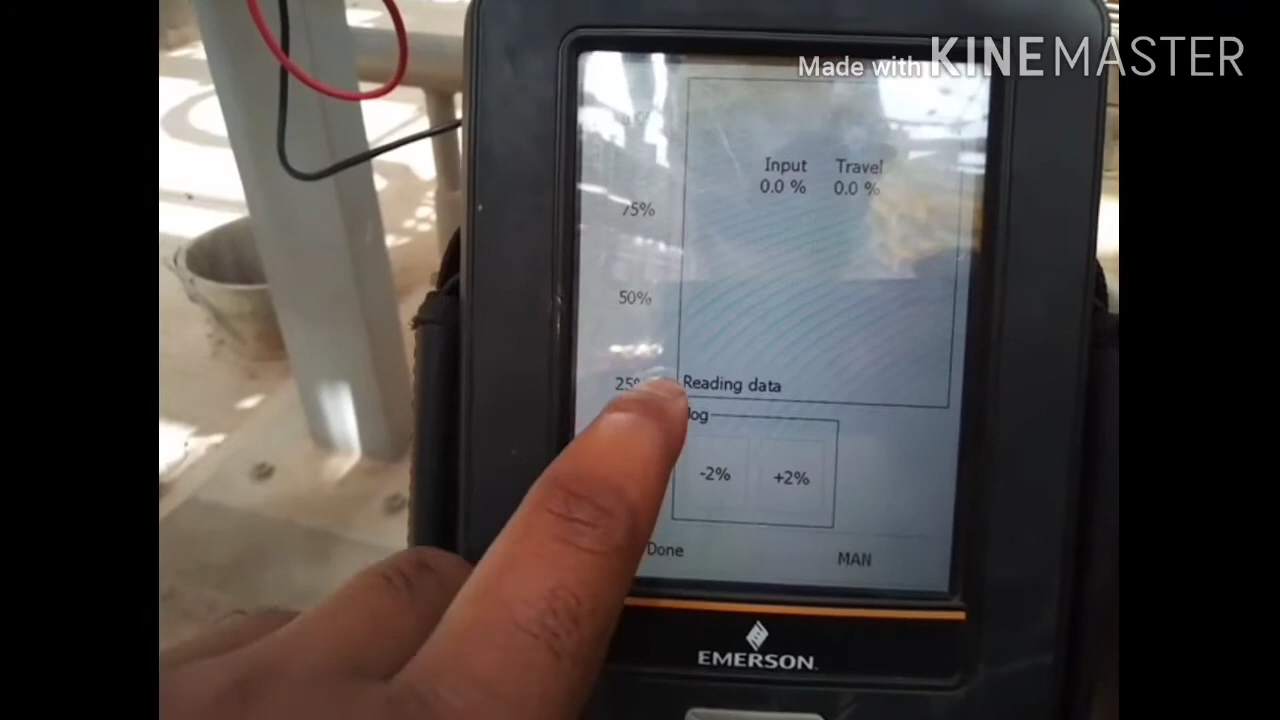 Made with KINEMASTER
Input Travel
0.0 % 0.0 %
75%
50%
25%
Reading data
-2% +2%
Done MAN
EMERSON